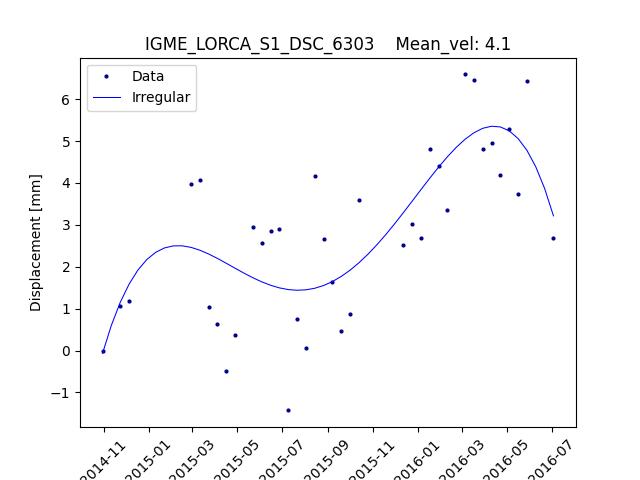 IGME_LORCA_S1_DSC_6303    Mean_vel: 4.1
Data
Irregular
Displacement [mm]
6
5
4
3
2
1
0
−1
2014-11 2015-01 2015-03 2015-05 2015-07 2015-09 2015-11 2016-01 2016-03 2016-05 2016-07